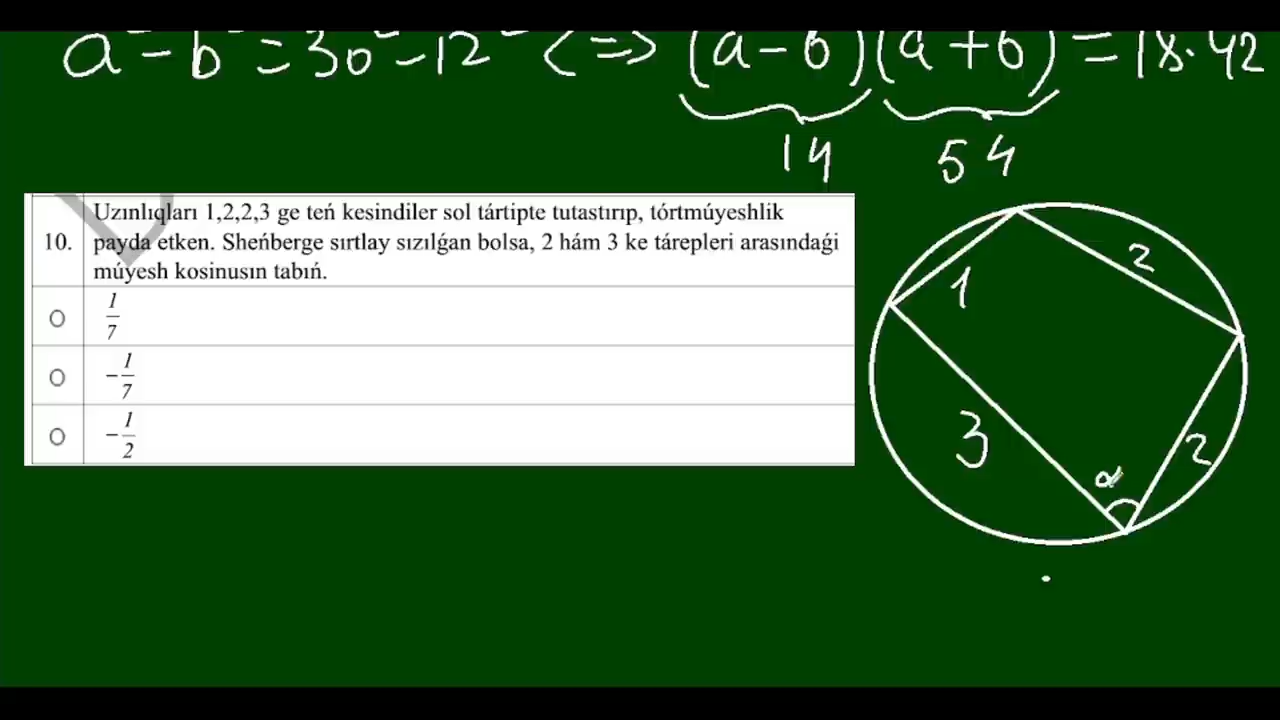 a² - b² = 30² - 12² <=> (a - b)(a + b) = 18·42
14 54
10. Uzınlıqları 1,2,2,3 ge teń kesindiler sol tártipte tutastırıp, tórtmúyeshlik
payda etken. Sheńberge sırtlay sızılǵan bolsa, 2 hám 3 ke tárepleri arasındaǵi
múyesh kosinusın tabıń.
1/7
-1/7
-1/2
1
2
3
2
α